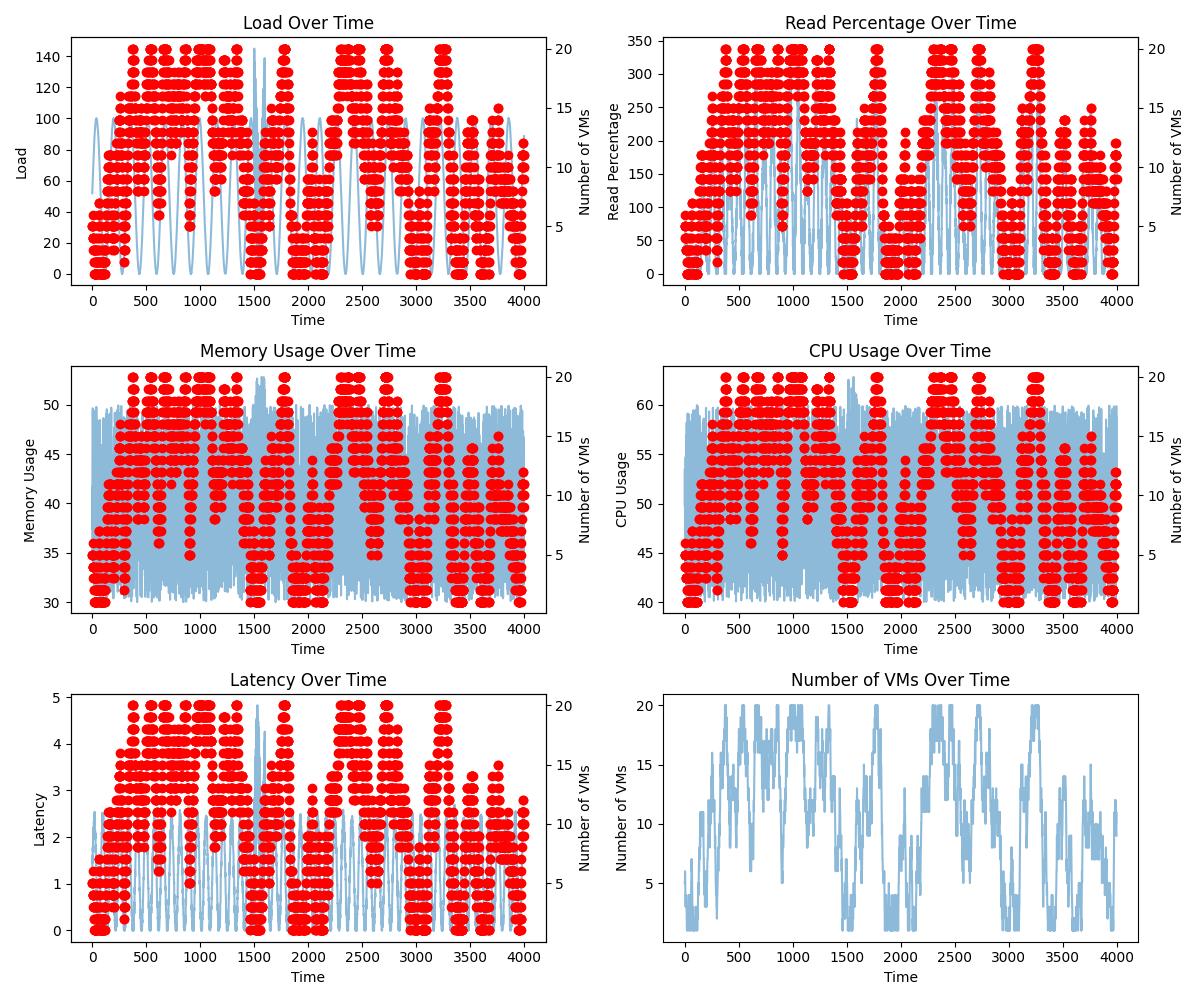 Load Over Time
Load
140
120
100
80
60
40
20
0
20
15
10
5
Number of VMs
0 500 1000 1500 2000 2500 3000 3500 4000
Time
Read Percentage Over Time
Read Percentage
350
300
250
200
150
100
50
0
20
15
10
5
Number of VMs
0 500 1000 1500 2000 2500 3000 3500 4000
Time
Memory Usage Over Time
Memory Usage
50
45
40
35
30
20
15
10
5
Number of VMs
0 500 1000 1500 2000 2500 3000 3500 4000
Time
CPU Usage Over Time
CPU Usage
60
55
50
45
40
20
15
10
5
Number of VMs
0 500 1000 1500 2000 2500 3000 3500 4000
Time
Latency Over Time
Latency
5
4
3
2
1
0
20
15
10
5
Number of VMs
0 500 1000 1500 2000 2500 3000 3500 4000
Time
Number of VMs Over Time
Number of VMs
20
15
10
5
0 500 1000 1500 2000 2500 3000 3500 4000
Time